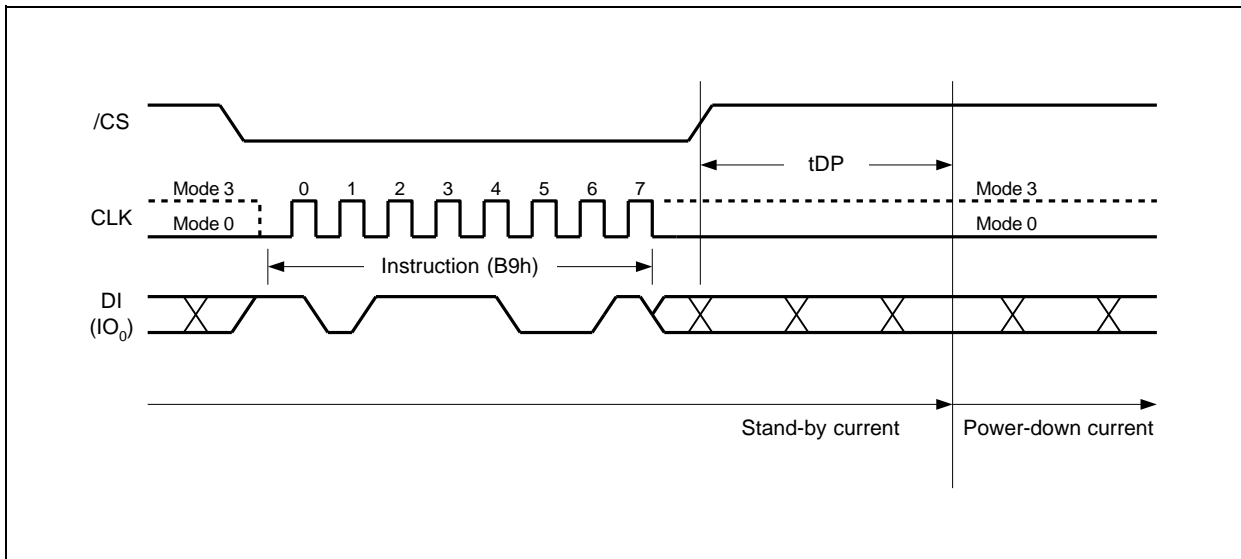 /CS
tDP
Mode 3 0 1 2 3 4 5 6 7 Mode 3
CLK
Mode 0 Mode 0
Instruction (B9h)
DI
(IO0)
Stand-by current Power-down current